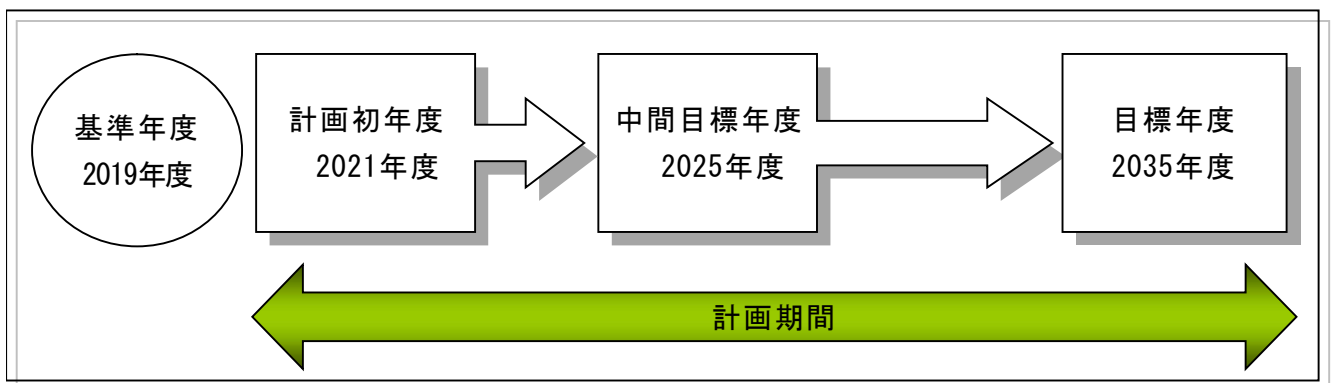 基準年度
2019年度
計画初年度
2021年度
中間目標年度
2025年度
目標年度
2035年度
計画期間